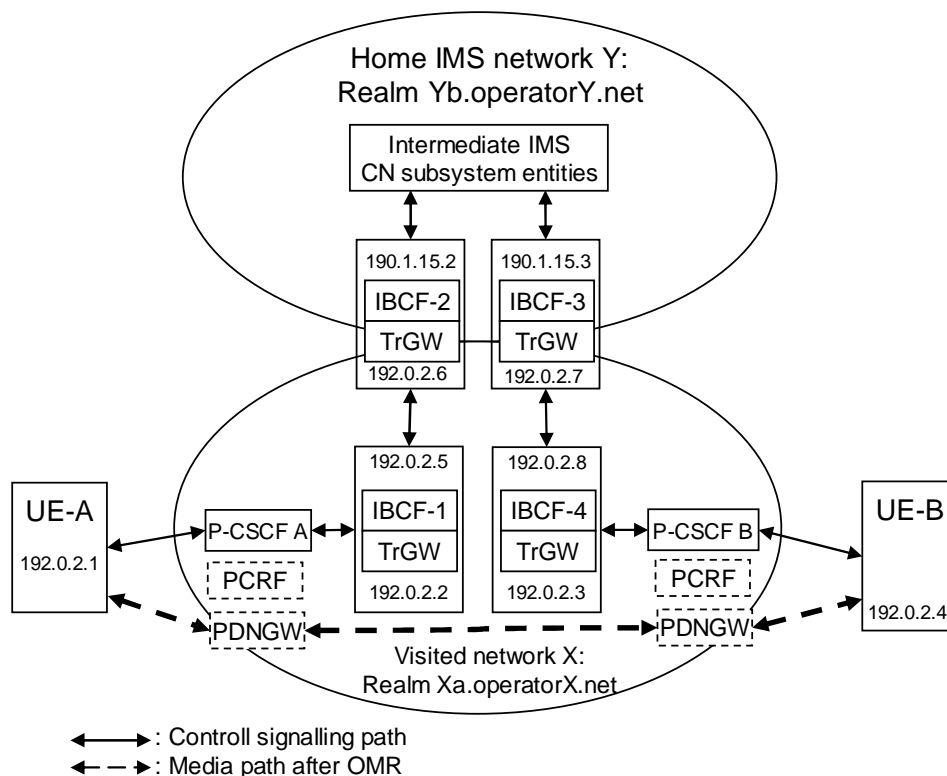 Home IMS network Y:
Realm Yb.operatorY.net
Intermediate IMS
CN subsystem entities
190.1.15.2
190.1.15.3
IBCF-2
IBCF-3
TrGW
TrGW
192.0.2.6
192.0.2.7
192.0.2.5
192.0.2.8
UE-A
192.0.2.1
P-CSCF A
IBCF-1
IBCF-4
P-CSCF B
UE-B
TrGW
TrGW
PCRF
PCRF
192.0.2.2
192.0.2.3
192.0.2.4
PDNGW
PDNGW
Visited network X:
Realm Xa.operatorX.net
: Controll signalling path
: Media path after OMR